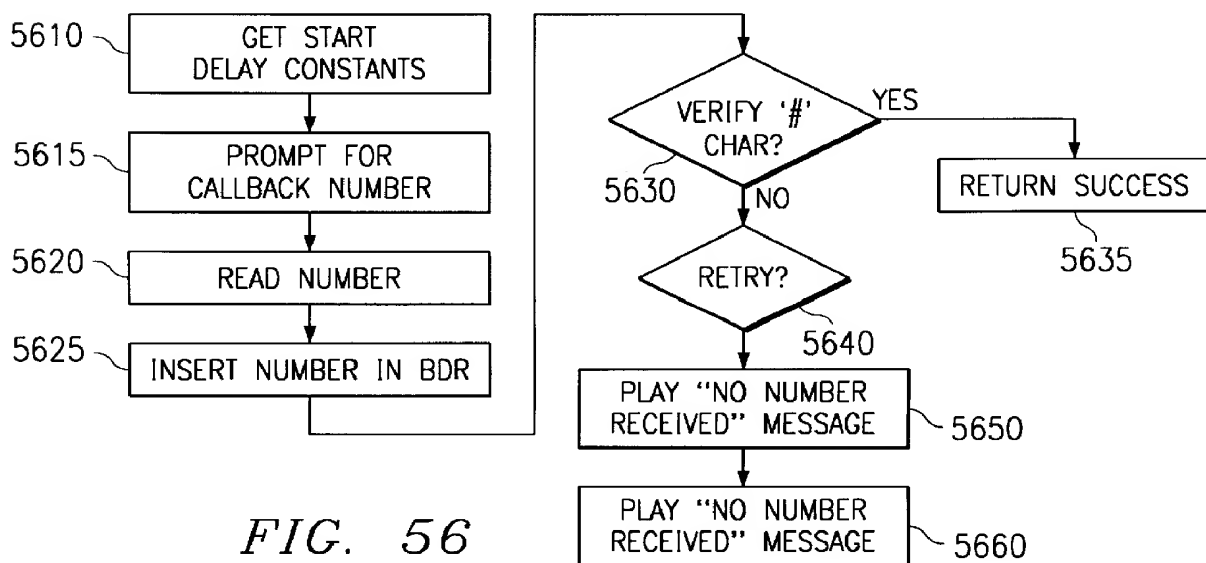 5610
GET START
DELAY CONSTANTS
5615
PROMPT FOR
CALLBACK NUMBER
5620
READ NUMBER
5625
INSERT NUMBER IN BDR
VERIFY ‘#’
CHAR?
YES
5630
NO
RETURN SUCCESS
5635
RETRY?
5640
PLAY “NO NUMBER
RECEIVED” MESSAGE
5650
PLAY “NO NUMBER
RECEIVED” MESSAGE
5660
FIG. 56